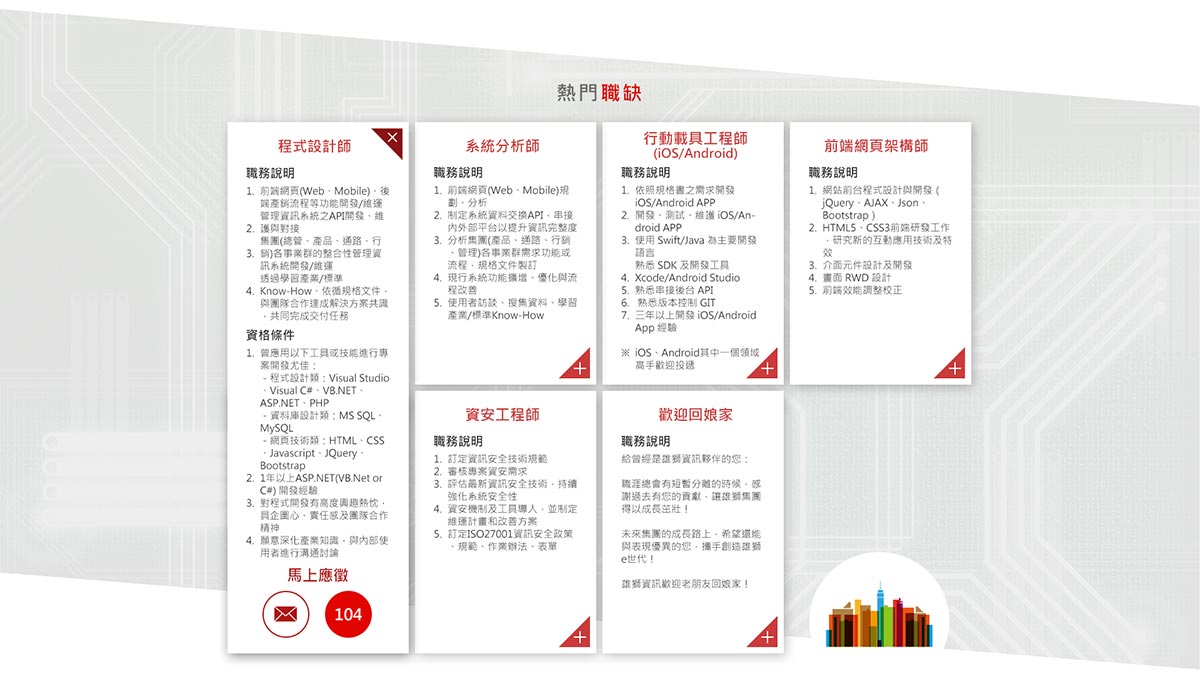 熱門職缺
程式設計師
職務說明
1. 前端網頁(Web、Mobile)、後
端產銷流程等功能開發/維運
管理資訊系統之API開發、維
2. 護與對接
集團(總管、產品、通路、行
3. 銷)各事業群的整合性管理資
訊系統開發/維運
透過學習產業/標準
4. Know-How、依循規格文件，
與團隊合作達成解決方案共識
，共同完成交付任務
資格條件
1. 曾應用以下工具或技能進行專
案開發尤佳：
- 程式設計類：Visual Studio
、Visual C#、VB.NET、
ASP.NET、PHP
- 資料庫設計類：MS SQL、
MySQL
- 網頁技術類：HTML、CSS
、Javascript、JQuery、
Bootstrap
2. 1年以上ASP.NET(VB.Net or
C#) 開發經驗
3. 對程式開發有高度興趣熱忱，
具企圖心、責任感及團隊合作
精神
4. 願意深化產業知識，與內部使
用者進行溝通討論
馬上應徵
104
系統分析師
職務說明
1. 前端網頁(Web、Mobile)規
劃、分析
2. 制定系統資料交換API，串接
內外部平台以提升資訊完整度
3. 分析集團(產品、通路、行銷
、管理)各事業群需求功能或
流程，規格文件製訂
4. 現行系統功能擴增、優化與流
程改善
5. 使用者訪談、搜集資料、學習
產業/標準Know-How
行動載具工程師
(iOS/Android)
職務說明
1. 依照規格書之需求開發
iOS/Android APP
2. 開發、測試、維護 iOS/An-
droid APP
3. 使用 Swift/Java 為主要開發
語言
熟悉 SDK 及開發工具
4. Xcode/Android Studio
5. 熟悉串接後台 API
6. 熟悉版本控制 GIT
7. 三年以上開發 iOS/Android
App 經驗
※ iOS、Android其中一個領域
高手歡迎投遞
前端網頁架構師
職務說明
1. 網站前台程式設計與開發 (
jQuery、AJAX、Json、
Bootstrap )
2. HTML5、CSS3前端研發工作
，研究新的互動應用技術及特
效
3. 介面元件設計及開發
4. 畫面 RWD 設計
5. 前端效能調整校正
資安工程師
職務說明
1. 訂定資訊安全技術規範
2. 審核專案資安需求
3. 評估最新資訊安全技術，持續
強化系統安全性
4. 資安機制及工具導入，並制定
維運計畫和改善方案
5. 訂定ISO27001資訊安全政策
、規範、作業辦法、表單
歡迎回娘家
職務說明
給曾經是雄獅資訊夥伴的您：
職涯總會有短暫分離的時候，感
謝過去有您的貢獻，讓雄獅集團
得以成長茁壯！
未來集團的成長路上，希望還能
與表現優異的您，攜手創造雄獅
e世代！
雄獅資訊歡迎老朋友回娘家！